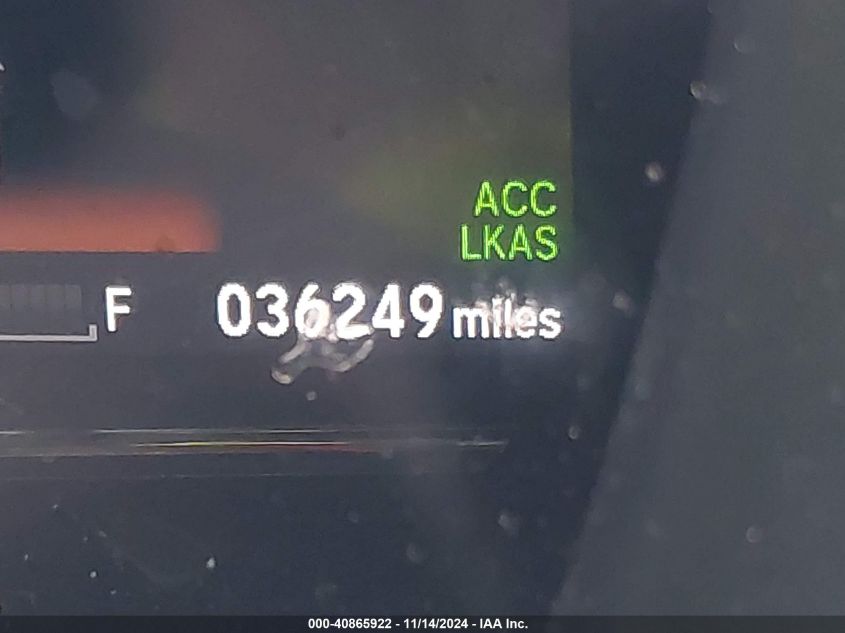 ACC
LKAS
F 036249 miles
000-40865922 - 11/14/2024 - IAA Inc.